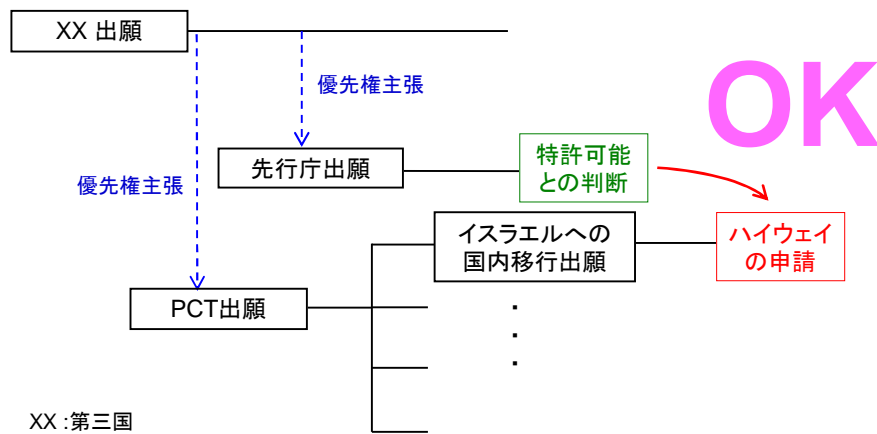 XX 出願
優先権主張
OK
先行庁出願
特許可能
との判断
優先権主張
イスラエルへの
国内移行出願
ハイウェイ
の申請
PCT出願
・
・
・
XX :第三国